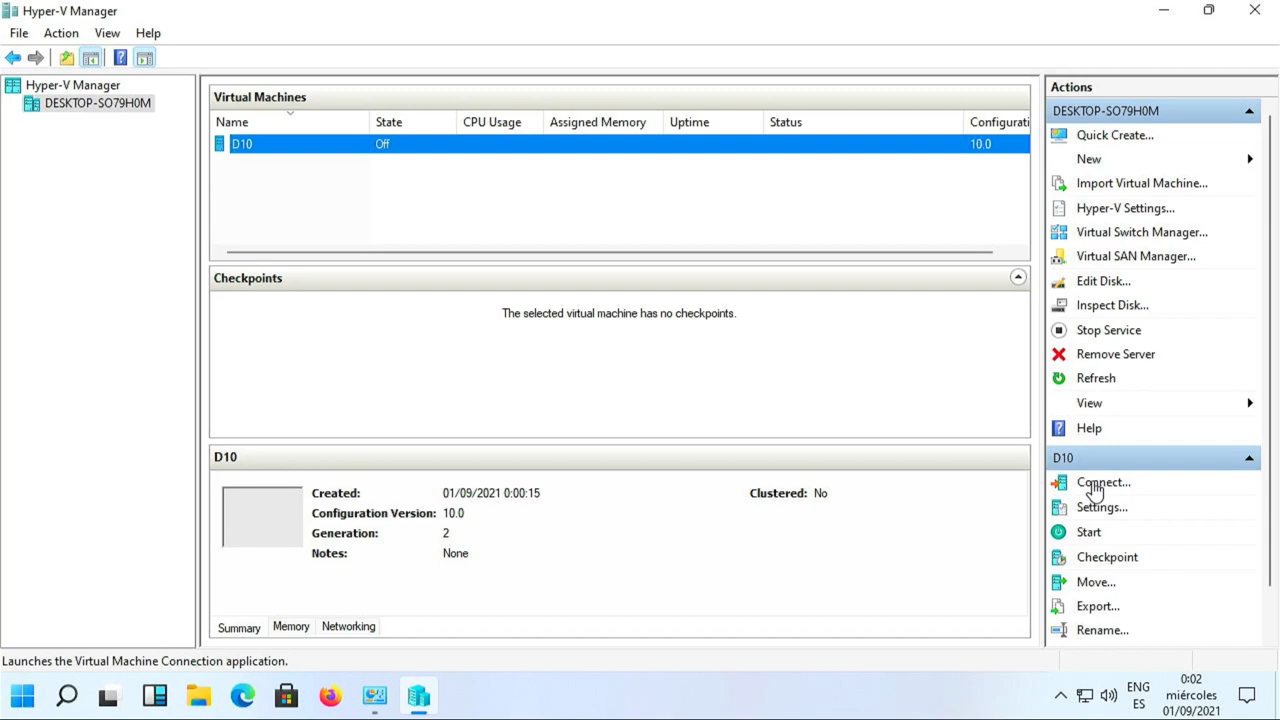 Hyper-V Manager
File Action View Help
Hyper-V Manager
DESKTOP-SO79H0M
Virtual Machines
Name State CPU Usage Assigned Memory Uptime Status Configurati
D10 Off 10.0
Checkpoints
The selected virtual machine has no checkpoints.
D10
Created: 01/09/2021 0:00:15 Clustered: No
Configuration Version: 10.0
Generation: 2
Notes: None
Summary Memory Networking
Actions
DESKTOP-SO79H0M
Quick Create...
New
Import Virtual Machine...
Hyper-V Settings...
Virtual Switch Manager...
Virtual SAN Manager...
Edit Disk...
Inspect Disk...
Stop Service
Remove Server
Refresh
View
Help
D10
Connect...
Settings...
Start
Checkpoint
Move...
Export...
Rename...
Launches the Virtual Machine Connection application.
ENG
ES
0:02
miércoles
01/09/2021